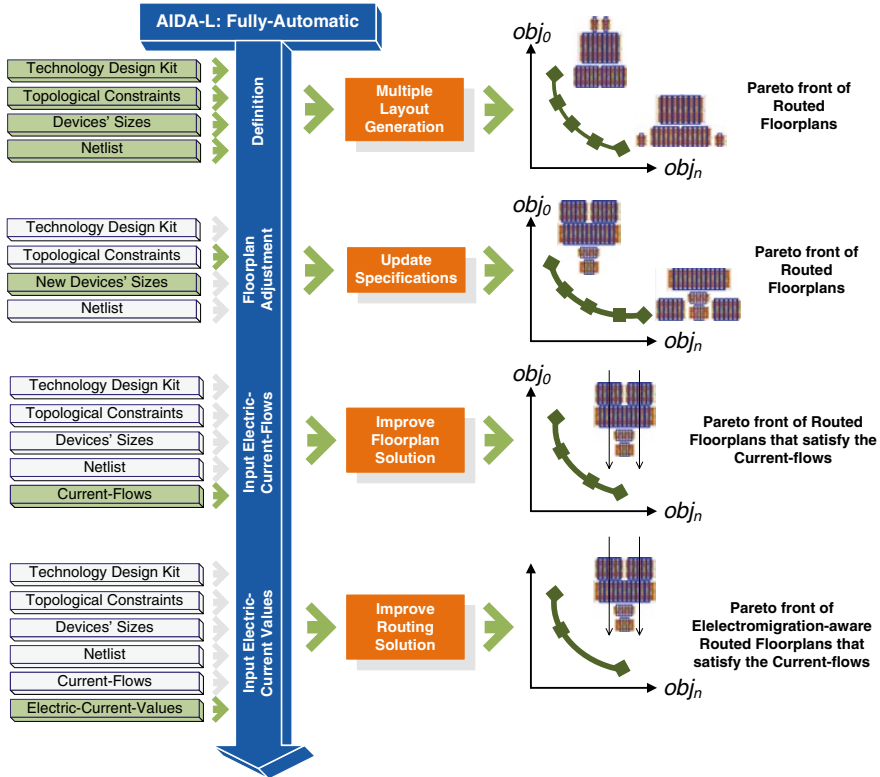 AIDA-L: Fully-Automatic
Technology Design Kit
Topological Constraints
Devices' Sizes
Netlist
Definition
Multiple
Layout
Generation
obj0
objn
Pareto front of
Routed
Floorplans
Technology Design Kit
Topological Constraints
New Devices' Sizes
Netlist
Floorplan
Adjustment
Update
Specifications
obj0
objn
Pareto front of
Routed
Floorplans
Technology Design Kit
Topological Constraints
Devices' Sizes
Netlist
Current-Flows
Input Electric-
Current-Flows
Improve
Floorplan
Solution
obj0
objn
Pareto front of Routed
Floorplans that satisfy the
Current-flows
Technology Design Kit
Topological Constraints
Devices' Sizes
Netlist
Current-Flows
Electric-Current-Values
Input Electric-
Current Values
Improve
Routing
Solution
Pareto front of
Elelectromigration-aware
Routed Floorplans that
satisfy the Current-flows